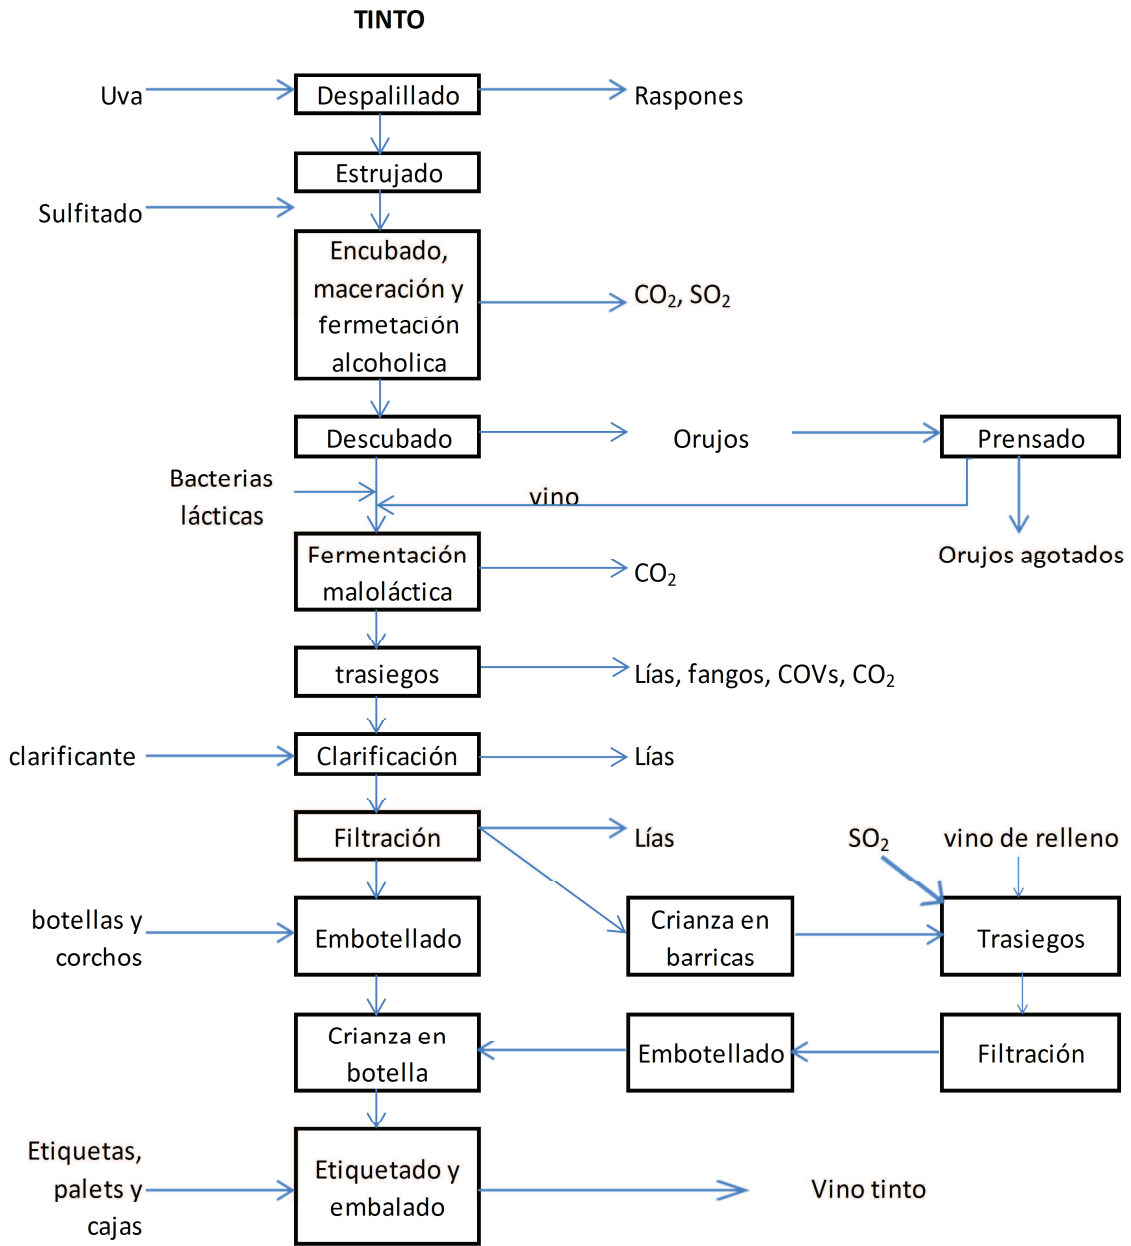 TINTO
Uva
Despalillado
Raspones
Estrujado
Sulfitado
Encubado,
maceración y
fermetación
alcoholica
CO₂, SO₂
Descubado
Orujos
Prensado
Bacterias
lácticas
vino
Orujos agotados
Fermentación
maloláctica
CO₂
trasiegos
Lías, fangos, COVs, CO₂
clarificante
Clarificación
Lías
Filtración
Lías
SO₂
vino de relleno
botellas y
corchos
Embotellado
Crianza en
barricas
Trasiegos
Crianza en
botella
Embotellado
Filtración
Etiquetas,
palets y
cajas
Etiquetado y
embalado
Vino tinto